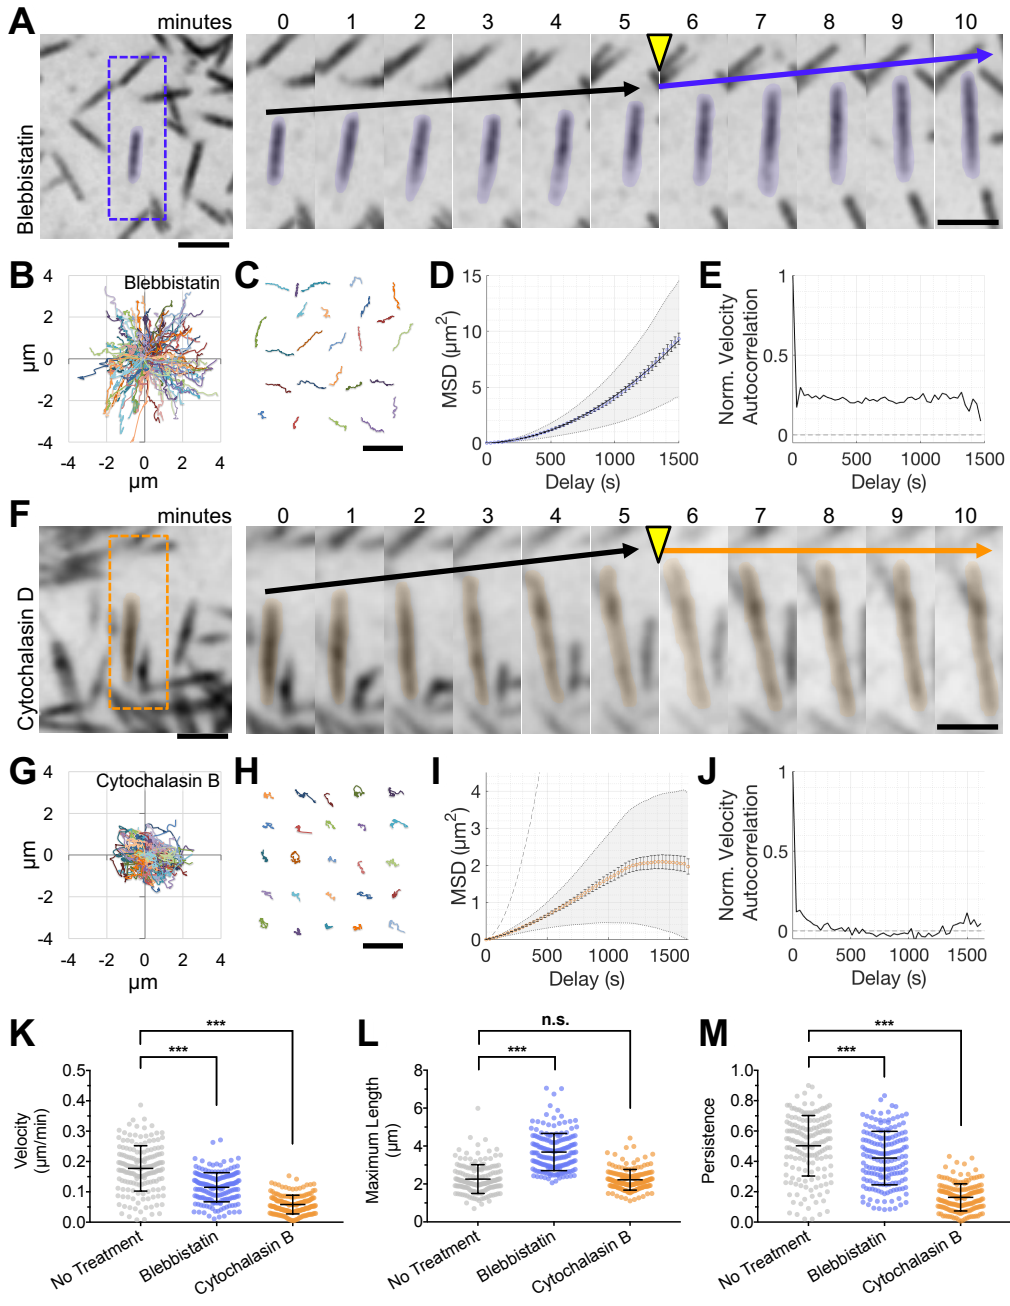 A minutes 0 1 2 3 4 5 6 7 8 9 10
Blebbistatin
B Blebbistatin
4
2
0
-2
-4
µm
-4 -2 0 2 4
µm
C
D
15
10
5
0
MSD (µm²)
0 500 1000 1500
Delay (s)
E
1
0.5
0
Norm. Velocity
Autocorrelation
0 500 1000 1500
Delay (s)
F minutes 0 1 2 3 4 5 6 7 8 9 10
Cytochalasin D
G Cytochalasin B
4
2
0
-2
-4
µm
-4 -2 0 2 4
µm
H
I
4
3
2
1
0
MSD (µm²)
0 500 1000 1500
Delay (s)
J
1
0.5
0
Norm. Velocity
Autocorrelation
0 500 1000 1500
Delay (s)
K
***
***
0.5
0.4
0.3
0.2
0.1
0.0
Velocity
(µm/min)
No Treatment
Blebbistatin
Cytochalasin B
L
n.s.
***
8
6
4
2
0
Maximum Length
(µm)
No Treatment
Blebbistatin
Cytochalasin B
M
***
***
1.0
0.8
0.6
0.4
0.2
0.0
Persistence
No Treatment
Blebbistatin
Cytochalasin B